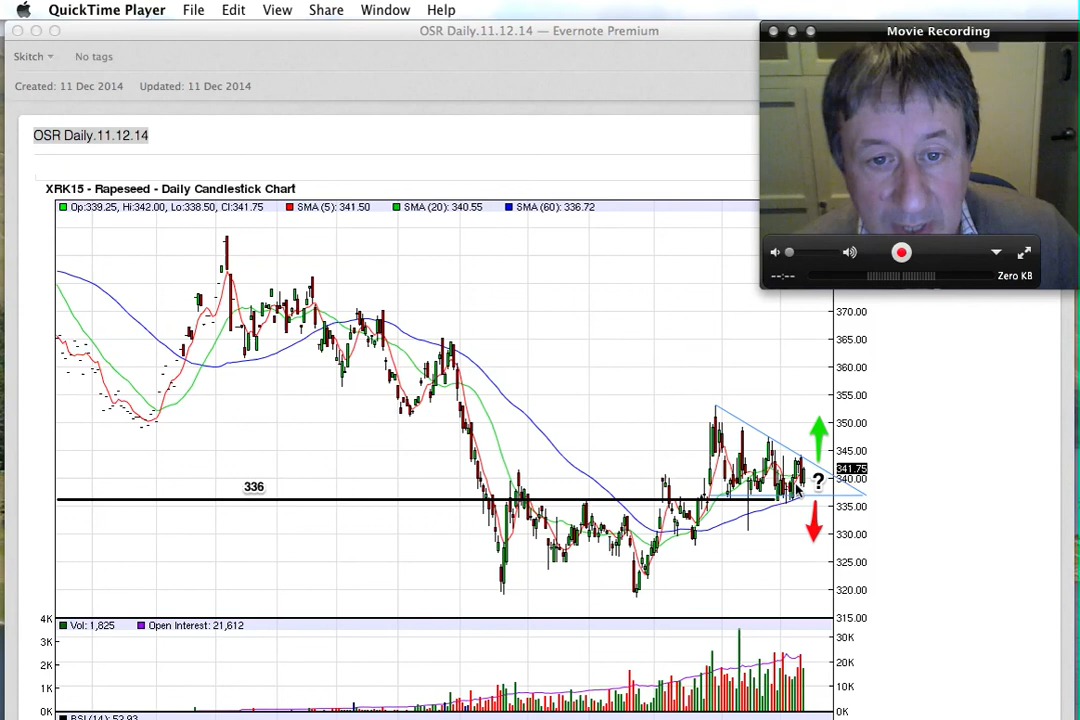 QuickTime Player File Edit View Share Window Help
OSR Daily.11.12.14 — Evernote Premium
Movie Recording
Skitch No tags
Created: 11 Dec 2014 Updated: 11 Dec 2014
OSR Daily.11.12.14
XRK15 - Rapeseed - Daily Candlestick Chart
Op:339.25, Hi:342.00, Lo:338.50, Cl:341.75 SMA (5): 341.50 SMA (20): 340.55 SMA (60): 336.72
--:-- Zero KB
370.00
365.00
360.00
355.00
350.00
345.00
341.75
340.00
?
336
335.00
330.00
325.00
320.00
315.00
Vol: 1,825 Open Interest: 21,612
4K
3K
2K
1K
0K
30K
20K
10K
0K
RSI (14): 52.93